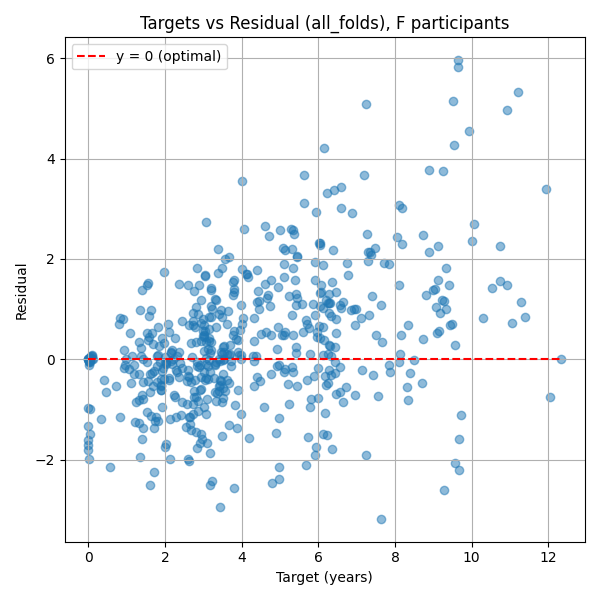 Targets vs Residual (all_folds), F participants
y = 0 (optimal)
6
4
2
0
−2
Residual
0 2 4 6 8 10 12
Target (years)